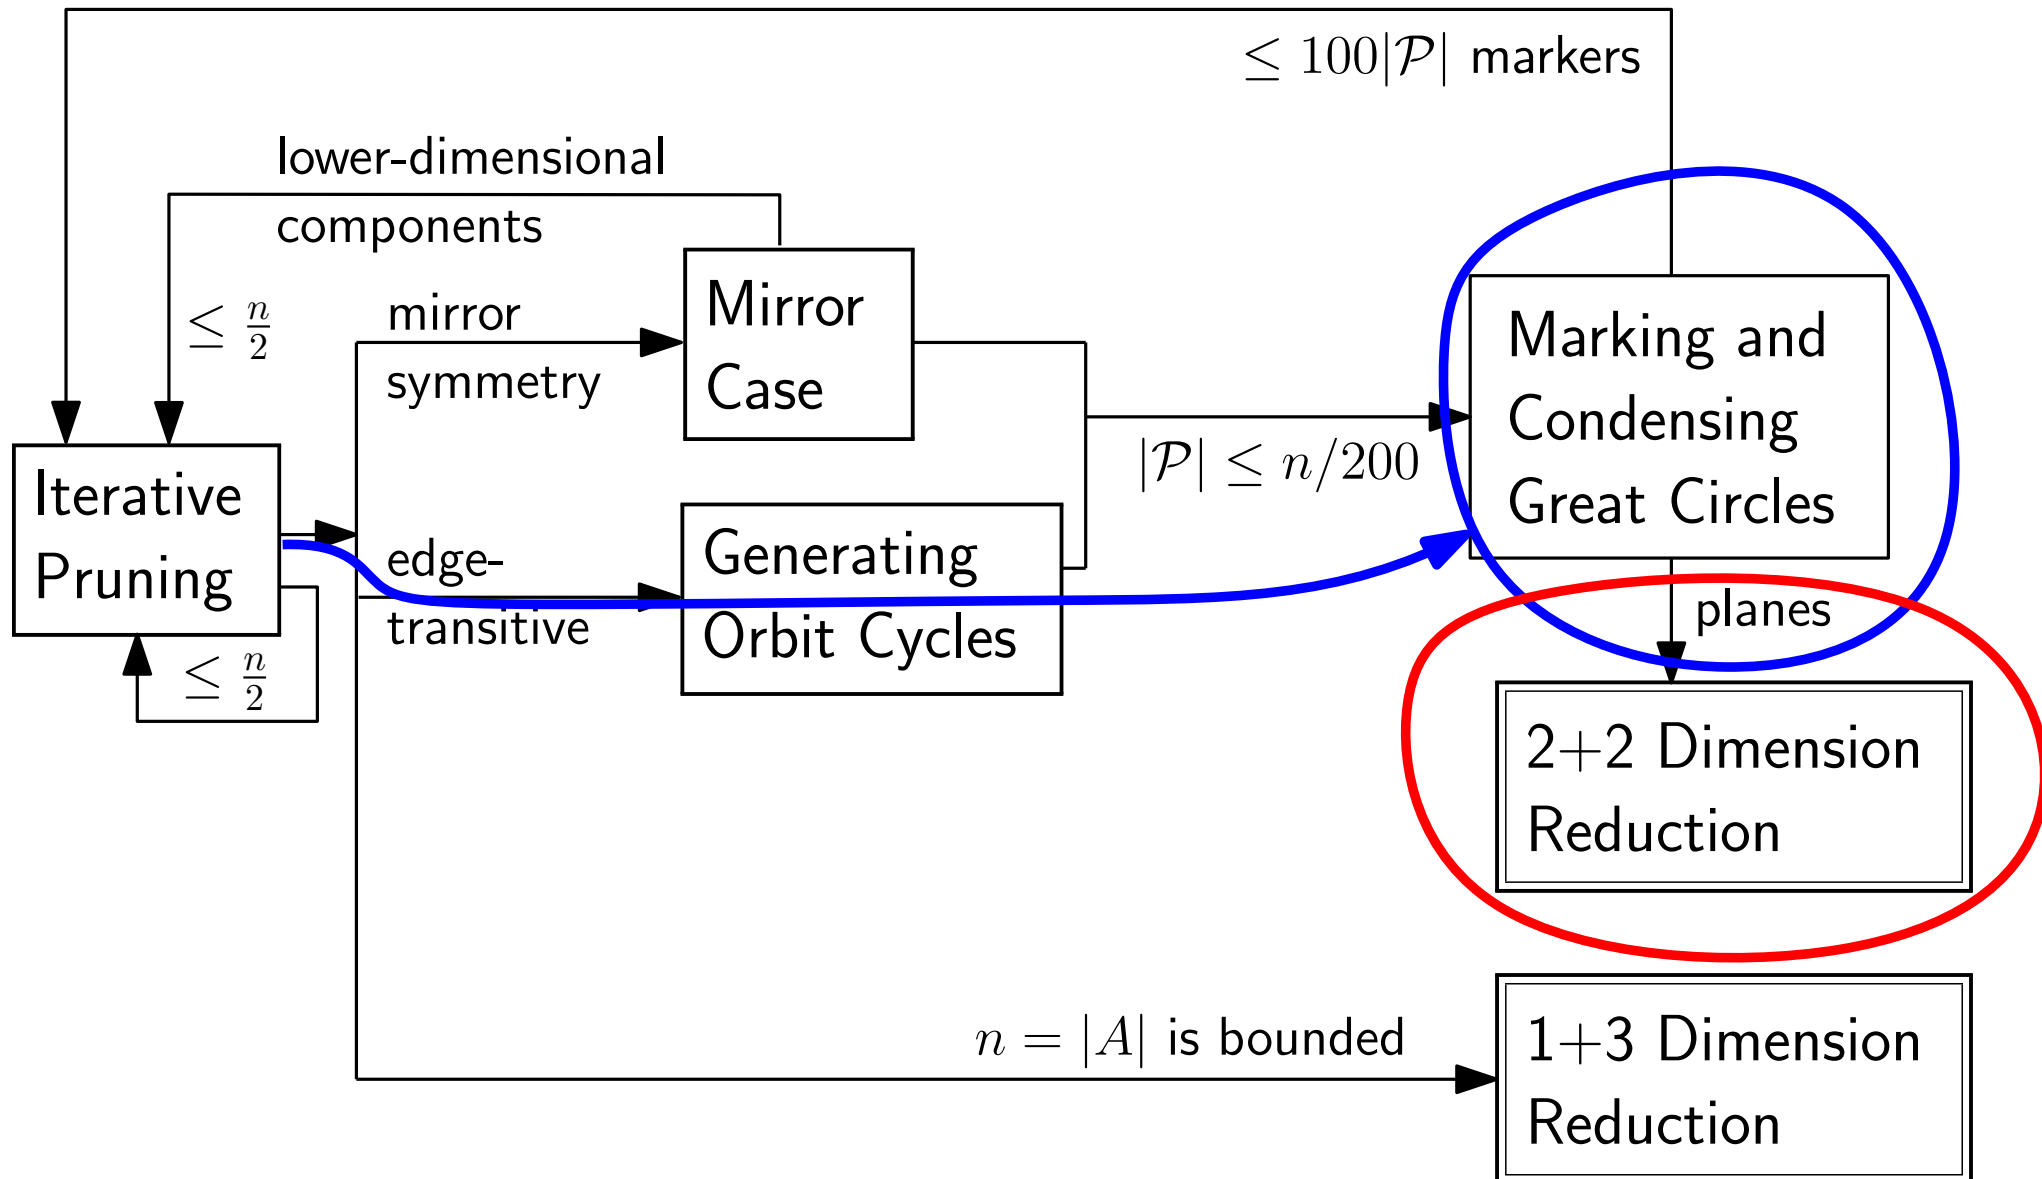 ≤ 100|𝒫| markers
lower-dimensional
components
≤ n/2
mirror
symmetry
Mirror
Case
Marking and
Condensing
Great Circles
|𝒫| ≤ n/200
Iterative
Pruning
≤ n/2
edge-
transitive
Generating
Orbit Cycles
planes
2+2 Dimension
Reduction
n = |A| is bounded
1+3 Dimension
Reduction